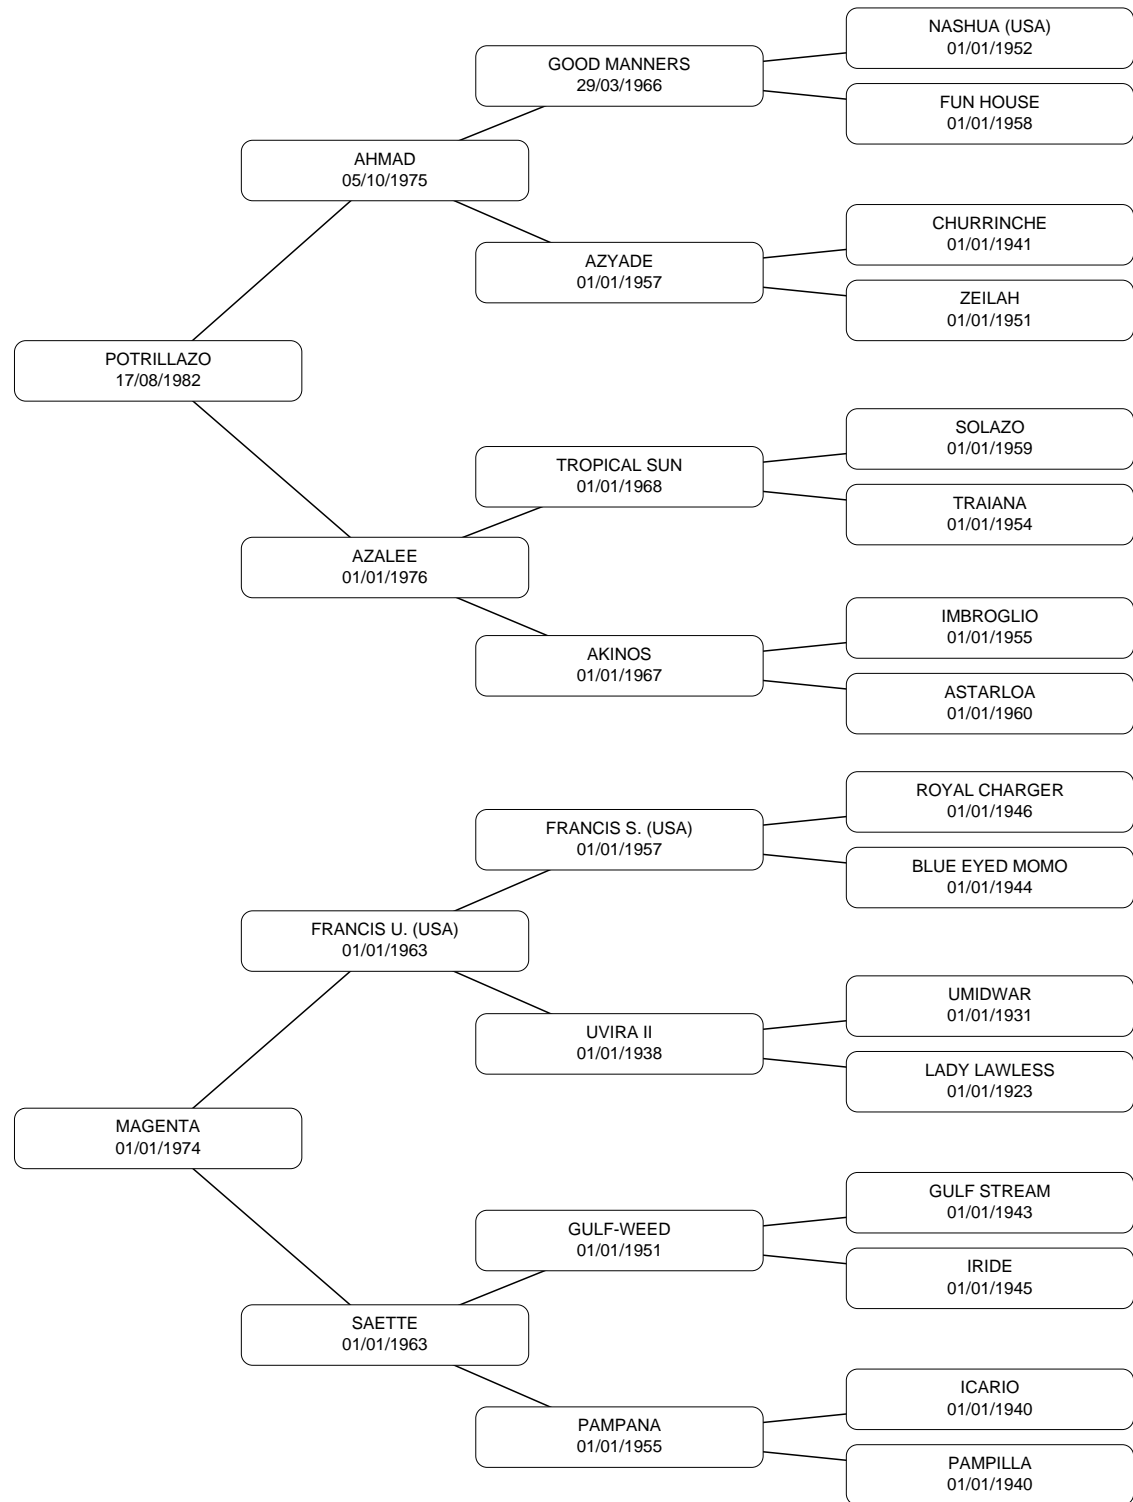 NASHUA (USA)
01/01/1952
GOOD MANNERS
29/03/1966
FUN HOUSE
01/01/1958
AHMAD
05/10/1975
CHURRINCHE
01/01/1941
AZYADE
01/01/1957
ZEILAH
01/01/1951
POTRILLAZO
17/08/1982
SOLAZO
01/01/1959
TROPICAL SUN
01/01/1968
TRAIANA
01/01/1954
AZALEE
01/01/1976
IMBROGLIO
01/01/1955
AKINOS
01/01/1967
ASTARLOA
01/01/1960
ROYAL CHARGER
01/01/1946
FRANCIS S. (USA)
01/01/1957
BLUE EYED MOMO
01/01/1944
FRANCIS U. (USA)
01/01/1963
UMIDWAR
01/01/1931
UVIRA II
01/01/1938
LADY LAWLESS
01/01/1923
MAGENTA
01/01/1974
GULF STREAM
01/01/1943
GULF-WEED
01/01/1951
IRIDE
01/01/1945
SAETTE
01/01/1963
ICARIO
01/01/1940
PAMPANA
01/01/1955
PAMPILLA
01/01/1940